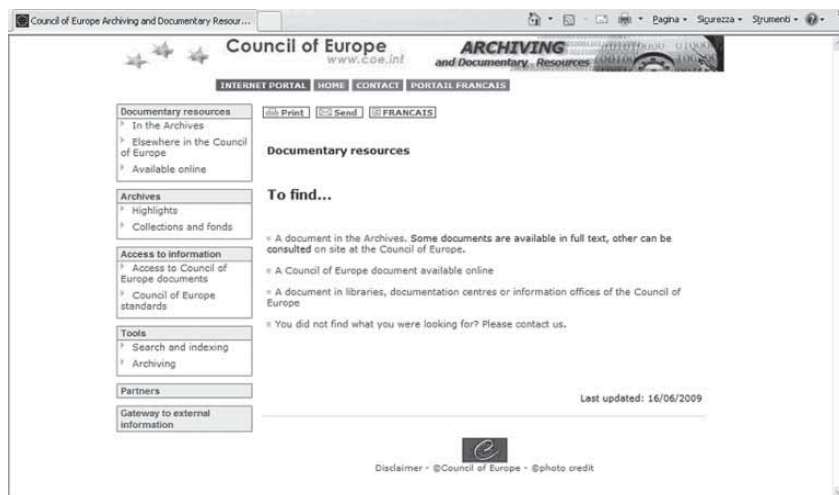 Council of Europe Archiving and Documentary Resour...
Pagina
Sicurezza
Strumenti
Council of Europe
www.coe.int
ARCHIVING
and Documentary Resources
INTERNET PORTAL HOME CONTACT PORTAIL FRANCAIS
Documentary resources
In the Archives
Elsewhere in the Council
of Europe
Available online
Archives
Highlights
Collections and fonds
Access to information
Access to Council of
Europe documents
Council of Europe
standards
Tools
Search and indexing
Archiving
Partners
Gateway to external
information
Print Send FRANCAIS
Documentary resources
To find...
A document in the Archives. Some documents are available in full text, other can be
consulted on site at the Council of Europe.
A Council of Europe document available online
A document in libraries, documentation centres or information offices of the Council of
Europe
You did not find what you were looking for? Please contact us.
Last updated: 16/06/2009
Disclaimer - ©Council of Europe - ©photo credit